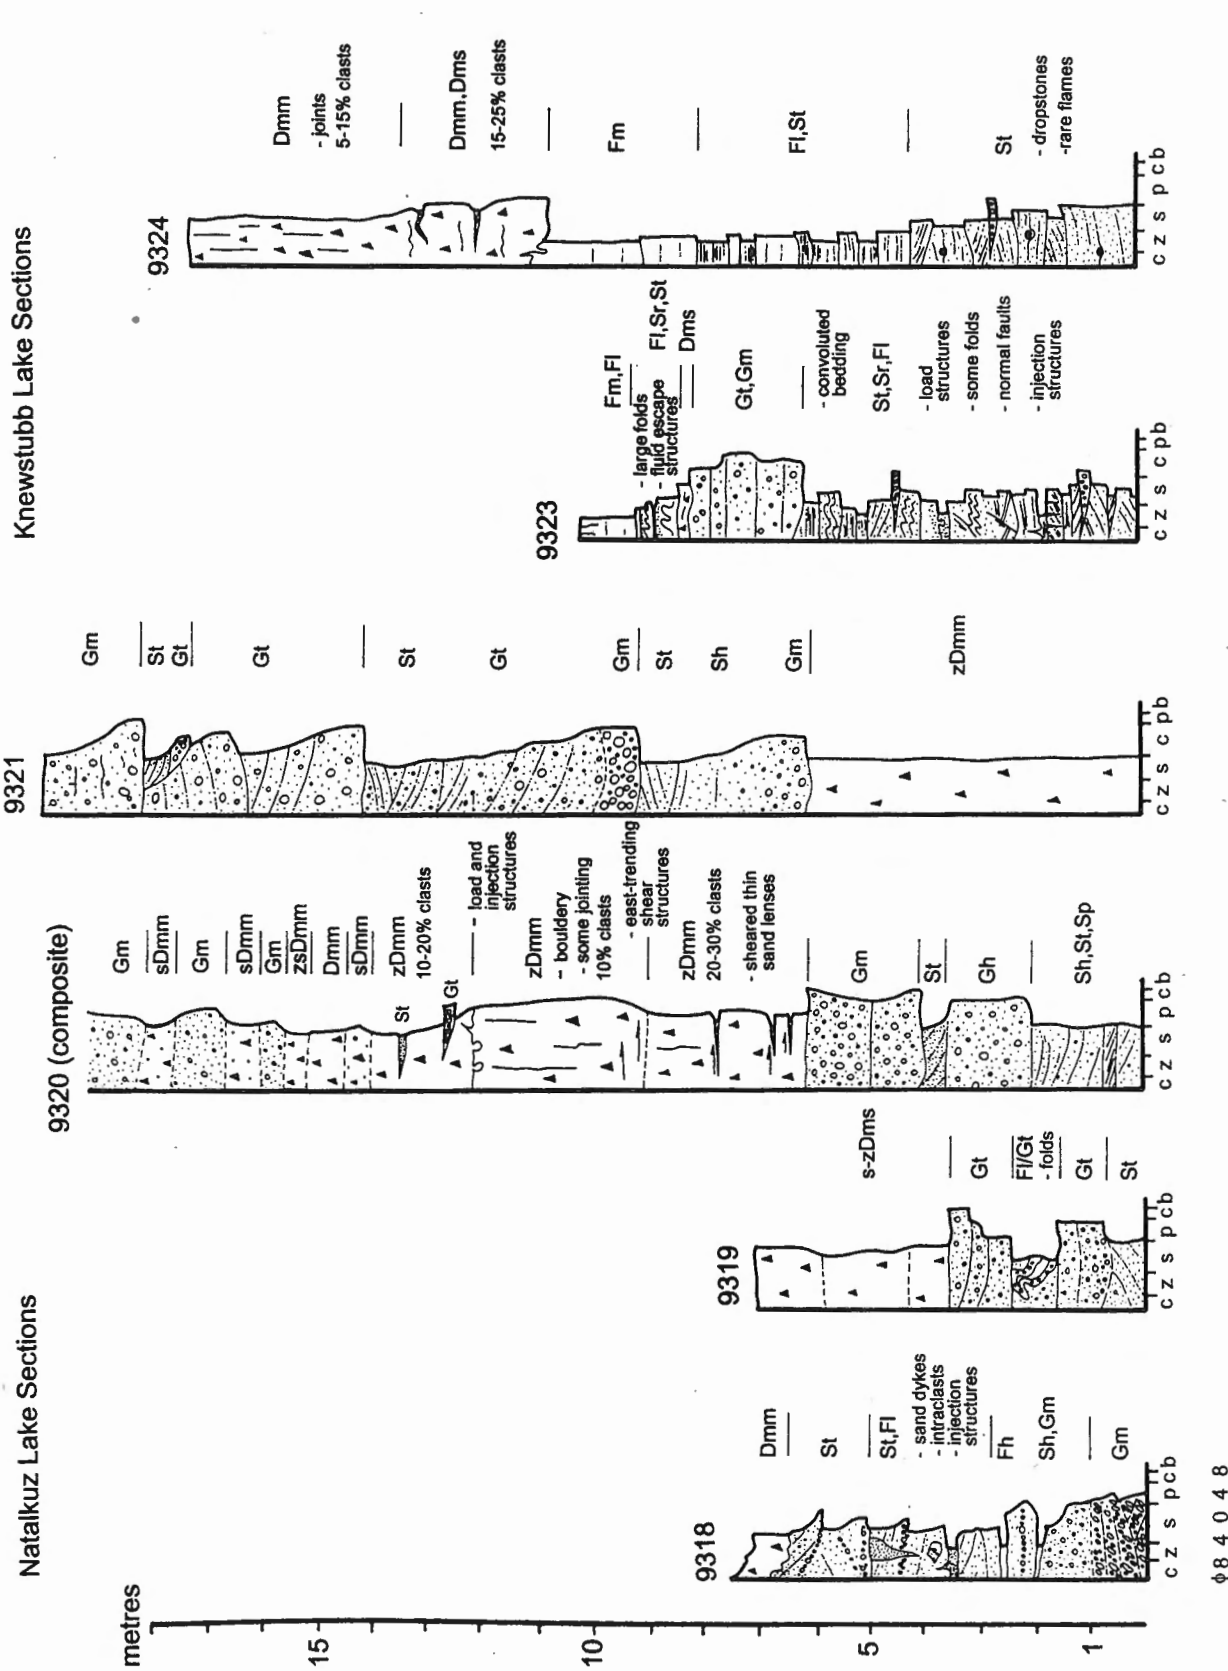 Natalkuz Lake Sections
Knewstubb Lake Sections
metres
15
10
5
1
9318
Dmm
St
St,Fl
- sand dykes
- intraclasts
- injection
structures
Fh
Sh,Gm
Gm
c z s p c b
φ 8 4 0 4 8
9319
s-zDms
Gt
Fl/Gt
- folds
Gt
St
c z s p c b
9320 (composite)
Gm
sDmm
Gm
sDmm
Gm
zsDmm
Dmm
sDmm
zDmm
10-20% clasts
St
Gt
- load and
injection
structures
zDmm
- bouldery
- some jointing
10% clasts
- east-trending
shear
structures
zDmm
20-30% clasts
- sheared thin
sand lenses
Gm
St
Gh
Sh,St,Sp
c z s p c b
9321
Gm
St
Gt
Gt
St
Gt
Gm
St
Sh
Gm
zDmm
c z s c p b
9323
Fm,Fl
- large folds
- fluid escape
structures
Fl,Sr,St
Dms
Gt,Gm
- convoluted
bedding
St,Sr,Fl
- load
structures
- some folds
- normal faults
- injection
structures
c z s c p b
9324
Dmm
- joints
5-15% clasts
Dmm,Dms
15-25% clasts
Fm
Fl,St
St
- dropstones
-rare flames
c z s p c b